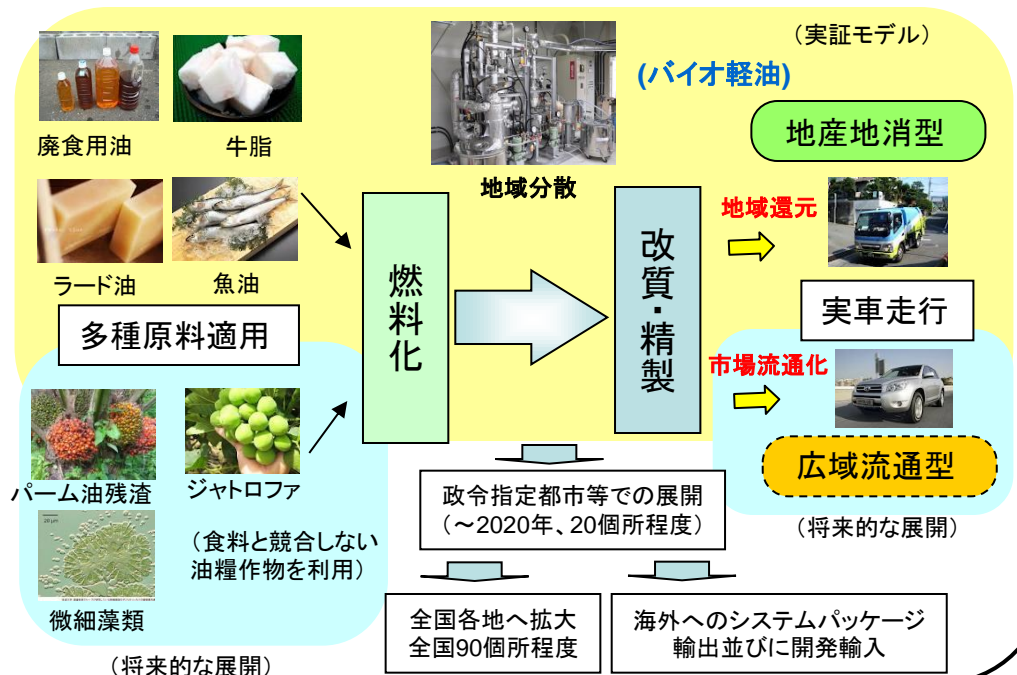 (実証モデル)
(バイオ軽油)
地産地消型
廃食用油
牛脂
地域分散
ラード油
魚油
多種原料適用
燃料化
改質・精製
地域還元
実車走行
市場流通化
広域流通型
(将来的な展開)
パーム油残渣
ジャトロファ
(食料と競合しない
油糧作物を利用)
20 μm
微細藻類
(将来的な展開)
政令指定都市等での展開
(~2020年、20個所程度)
全国各地へ拡大
全国90個所程度
海外へのシステムパッケージ
輸出並びに開発輸入